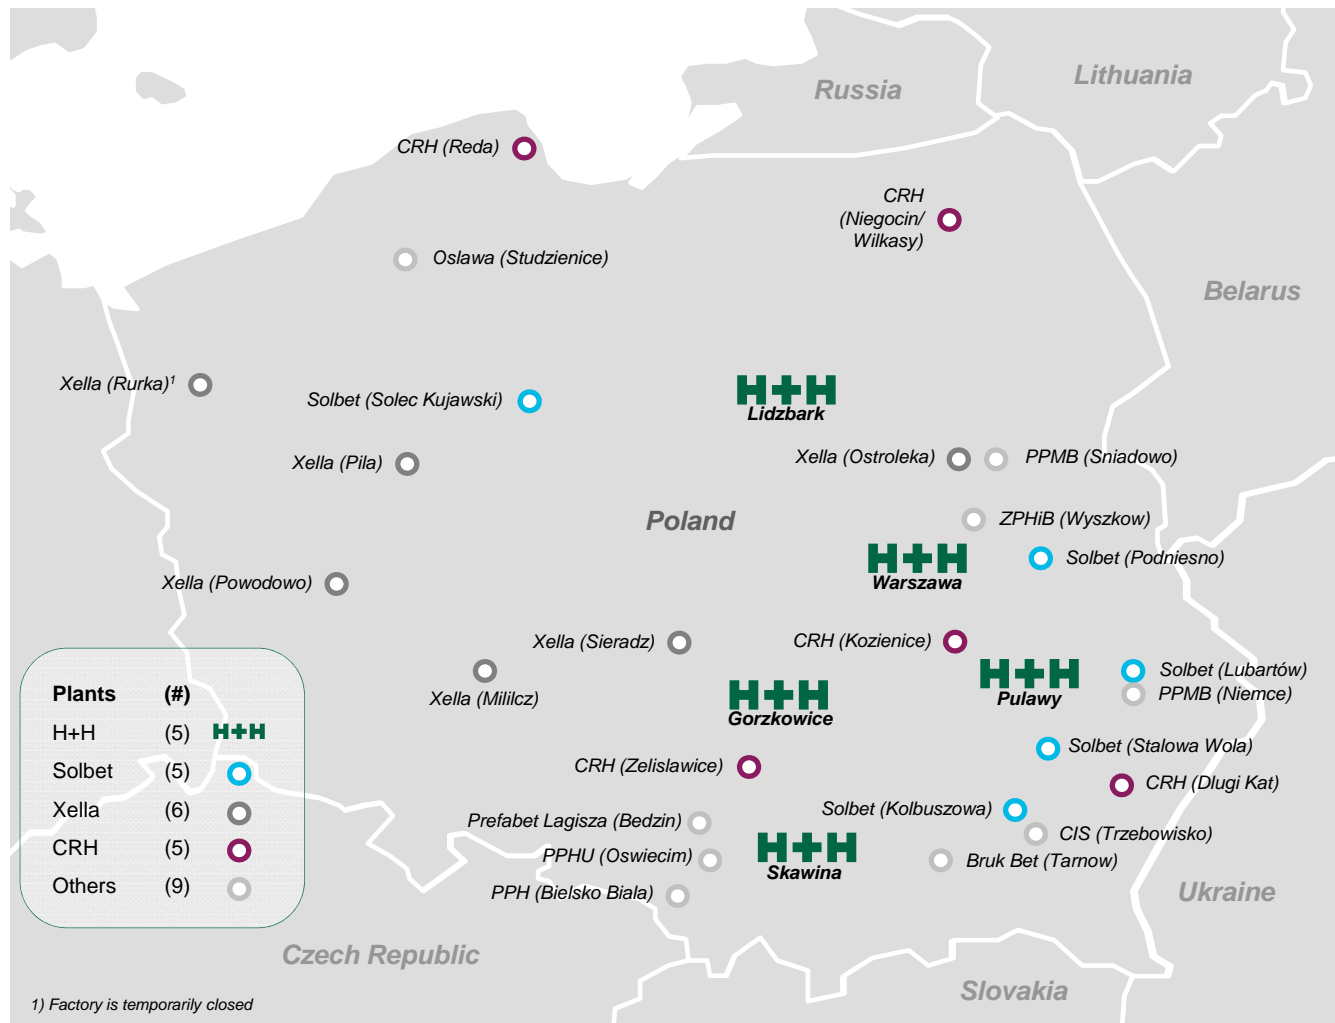 Lithuania
Russia
CRH (Reda)
CRH
(Niegocin/
Wilkasy)
Oslawa (Studzienice)
Belarus
Xella (Rurka)1
Solbet (Solec Kujawski)
H+H
Lidzbark
Xella (Pila)
Xella (Ostroleka)
PPMB (Sniadowo)
Poland
ZPHiB (Wyszkow)
H+H
Warszawa
Solbet (Podniesno)
Xella (Powodowo)
Xella (Sieradz)
CRH (Kozienice)
Xella (Mililcz)
H+H
Gorzkowice
H+H
Pulawy
Solbet (Lubartów)
PPMB (Niemce)
Solbet (Stalowa Wola)
CRH (Zelislawice)
CRH (Dlugi Kat)
Solbet (Kolbuszowa)
Prefabet Lagisza (Bedzin)
CIS (Trzebowisko)
PPHU (Oswiecim)
H+H
Skawina
Bruk Bet (Tarnow)
PPH (Bielsko Biala)
Ukraine
Czech Republic
Slovakia
Plants (#)
H+H (5) H+H
Solbet (5)
Xella (6)
CRH (5)
Others (9)
1) Factory is temporarily closed